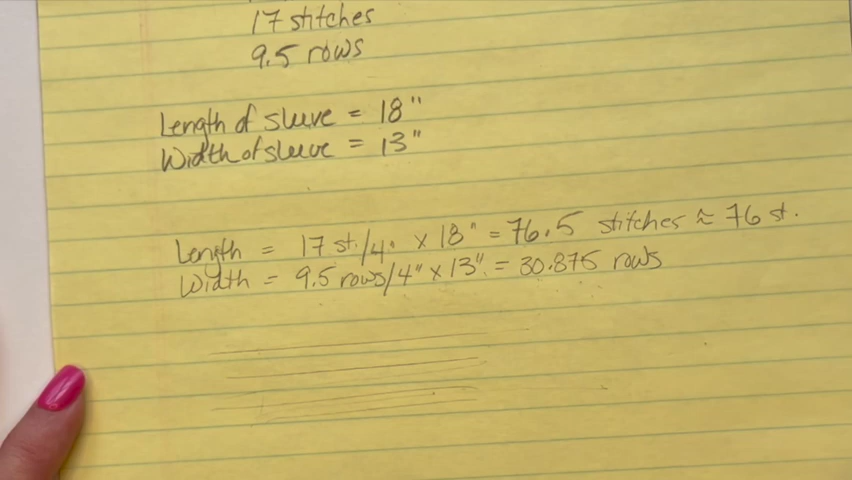 17 stitches
9.5 rows
Length of sleeve = 18"
Width of sleeve = 13"
Length = 17 st./4" x 18" = 76.5 stitches ≈ 76 st.
Width = 9.5 rows/4" x 13" = 30.875 rows